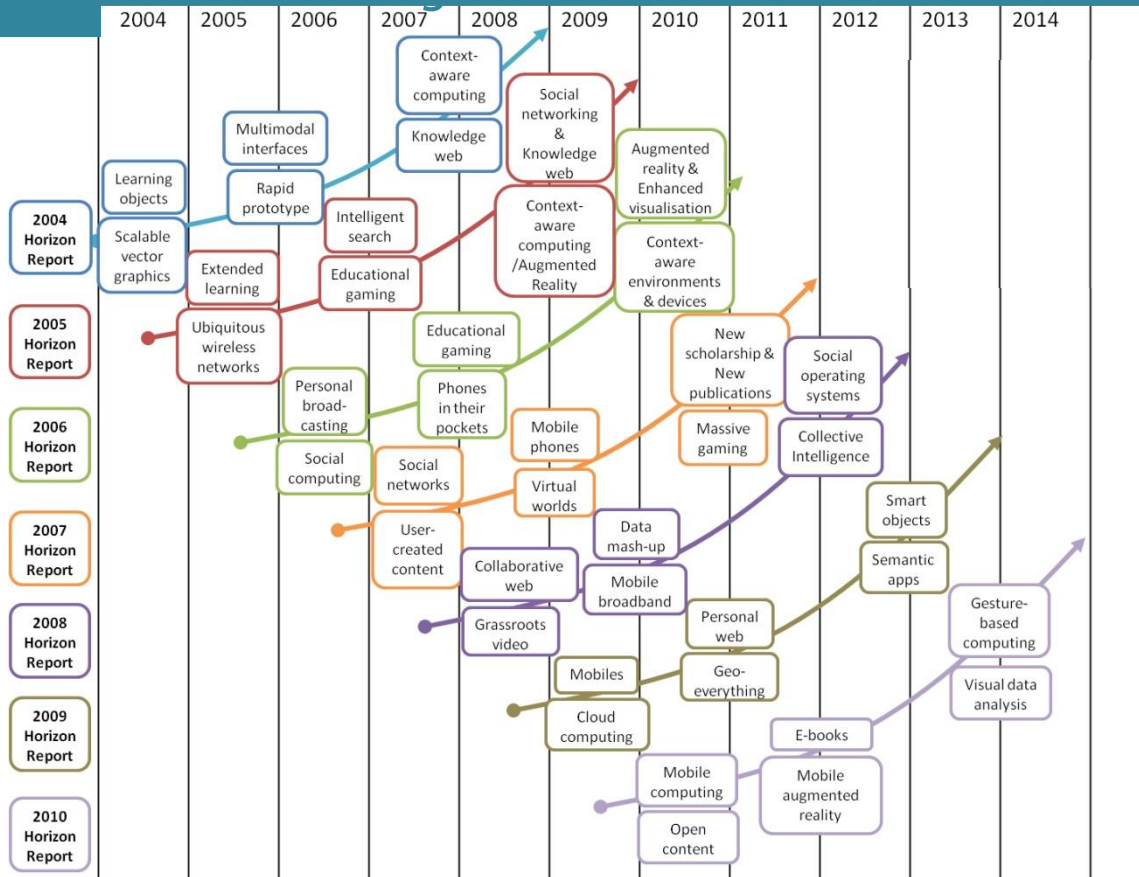 2004 2005 2006 2007 2008 2009 2010 2011 2012 2013 2014
2004
Horizon
Report
Learning
objects
Scalable
vector
graphics
Multimodal
interfaces
Rapid
prototype
Context-
aware
computing
Knowledge
web
2005
Horizon
Report
Extended
learning
Ubiquitous
wireless
networks
Intelligent
search
Educational
gaming
Social
networking
&
Knowledge
web
Context-
aware
computing
/Augmented
Reality
2006
Horizon
Report
Personal
broad-
casting
Social
computing
Educational
gaming
Phones
in their
pockets
Augmented
reality &
Enhanced
visualisation
Context-
aware
environments
& devices
2007
Horizon
Report
Social
networks
User-
created
content
Mobile
phones
Virtual
worlds
New
scholarship &
New
publications
Massive
gaming
2008
Horizon
Report
Collaborative
web
Grassroots
video
Data
mash-up
Mobile
broadband
Social
operating
systems
Collective
Intelligence
2009
Horizon
Report
Mobiles
Cloud
computing
Personal
web
Geo-
everything
Smart
objects
Semantic
apps
2010
Horizon
Report
Mobile
computing
Open
content
E-books
Mobile
augmented
reality
Gesture-
based
computing
Visual data
analysis